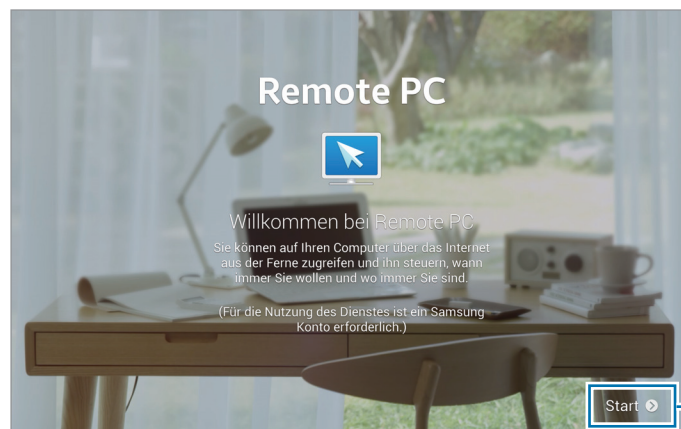 Remote PC
Willkommen bei Remote PC
Sie können auf Ihren Computer über das Internet
aus der Ferne zugreifen und ihn steuern, wann
immer Sie wollen und wo immer Sie sind.
(Für die Nutzung des Dienstes ist ein Samsung
Konto erforderlich.)
Start